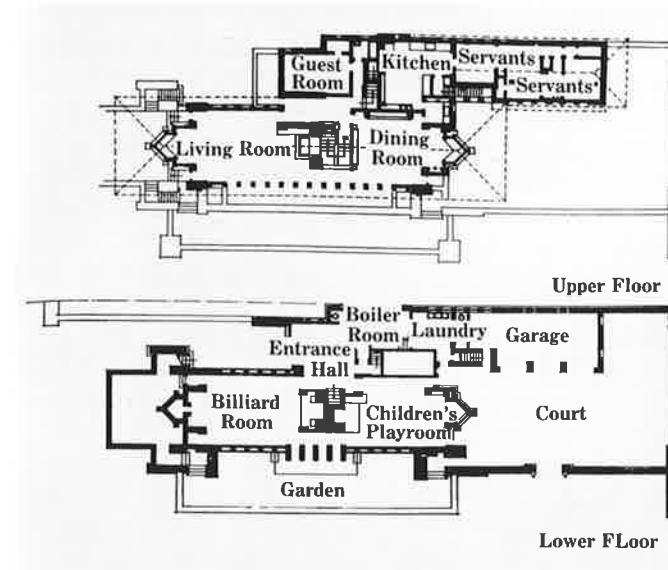 Guest
Room
Kitchen
Servants
Servants
Living Room
Dining
Room
Upper Floor
Boiler
Room
Laundry
Garage
Entrance
Hall
Billiard
Room
Children's
Playroom
Court
Garden
Lower FLoor